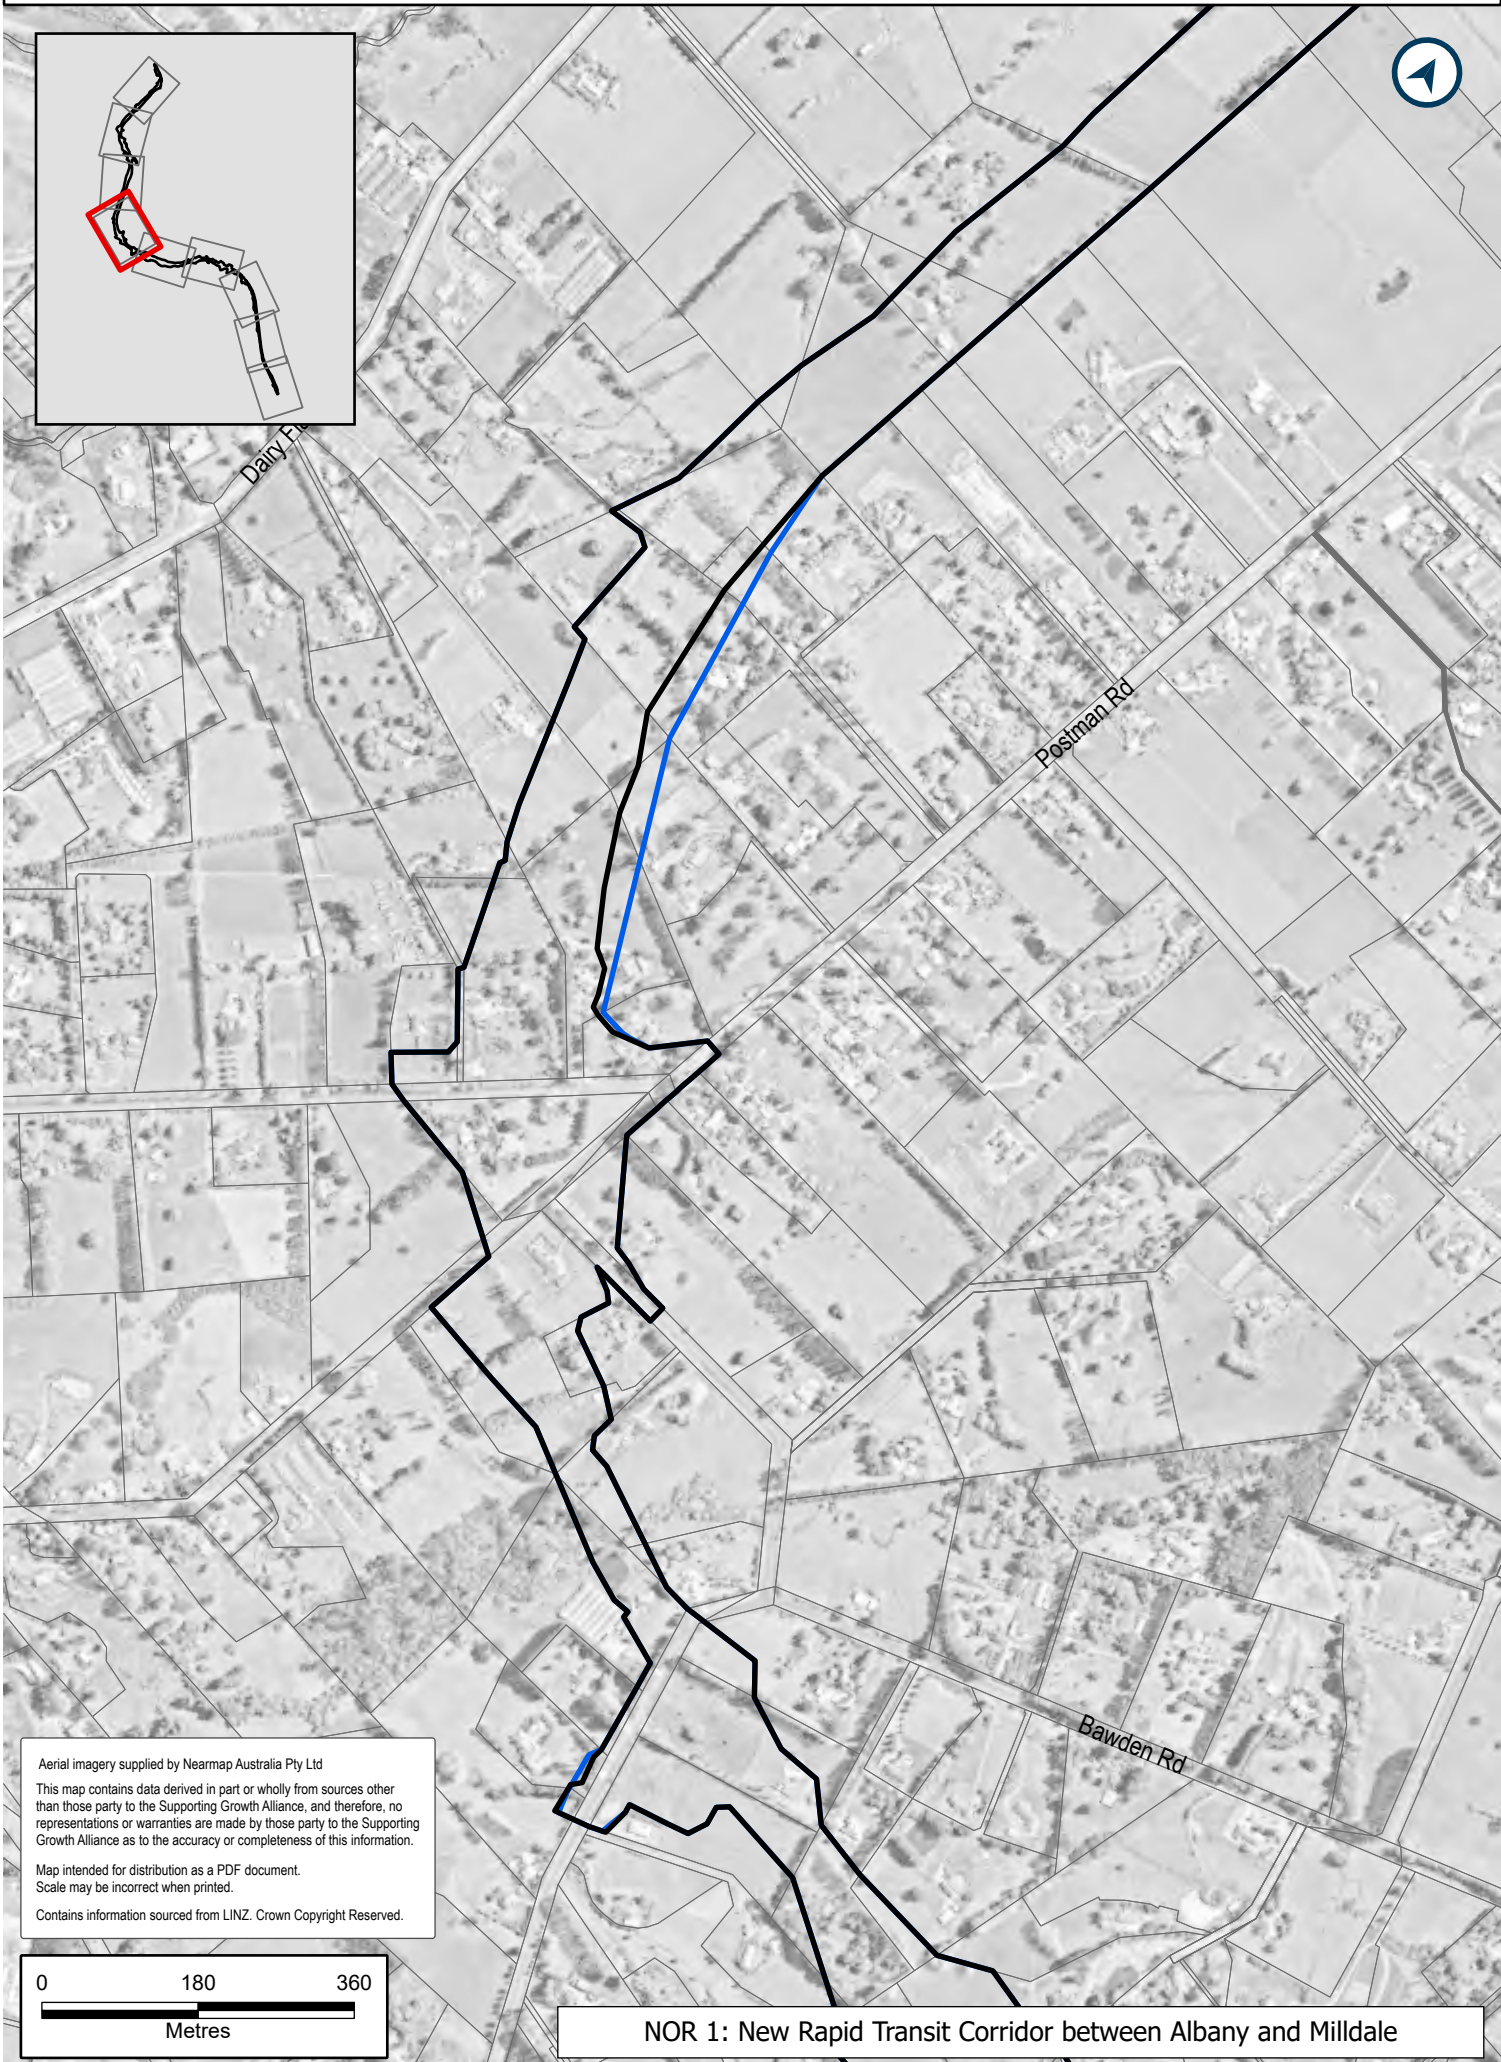 Dairy
Postman Rd
Bawden Rd
Aerial imagery supplied by Nearmap Australia Pty Ltd
This map contains data derived in part or wholly from sources other
than those party to the Supporting Growth Alliance, and therefore, no
representations or warranties are made by those party to the Supporting
Growth Alliance as to the accuracy or completeness of this information.
Map intended for distribution as a PDF document.
Scale may be incorrect when printed.
Contains information sourced from LINZ. Crown Copyright Reserved.
0 180 360
Metres
NOR 1: New Rapid Transit Corridor between Albany and Milldale